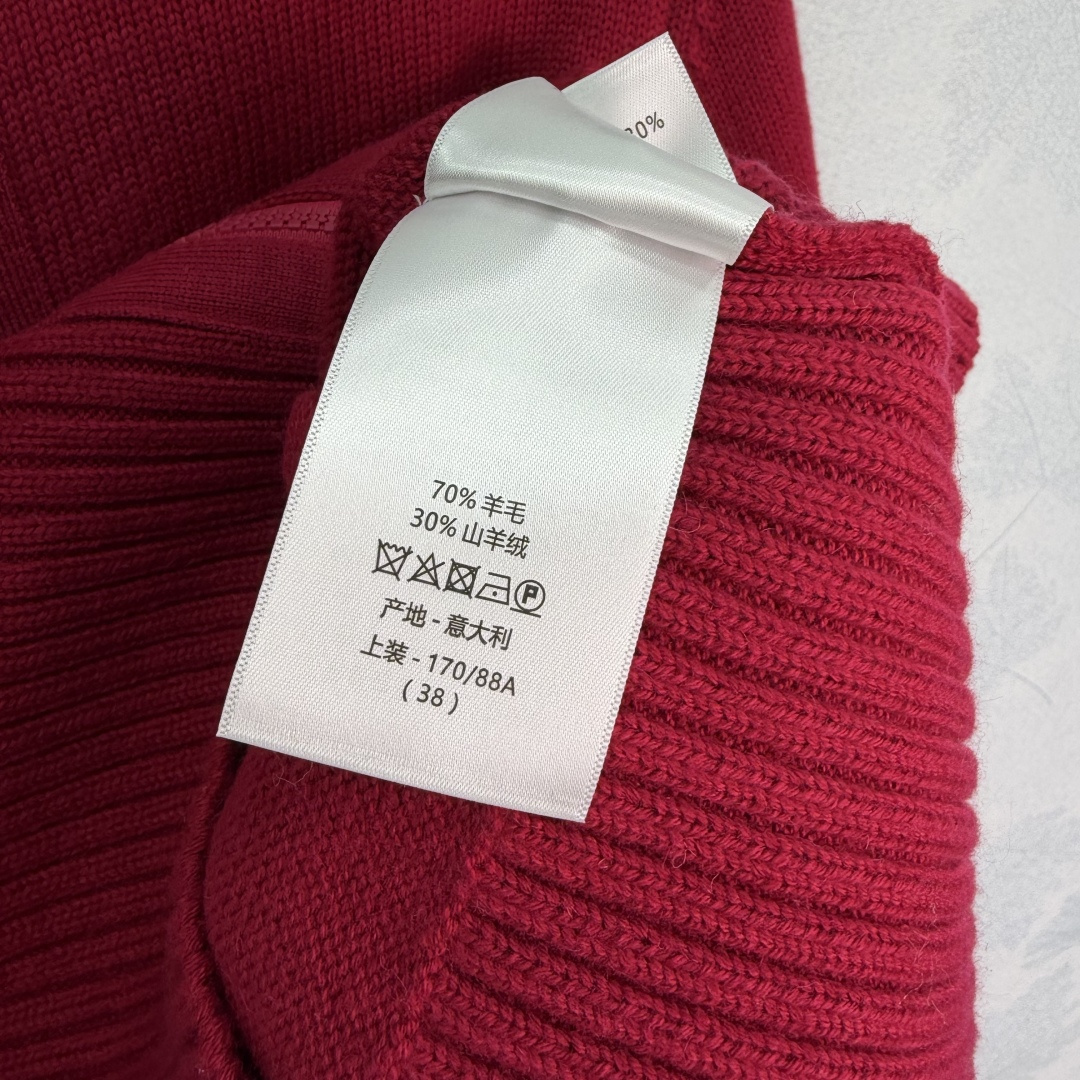 70% 羊毛
30% 山羊绒
P
产地 - 意大利
上装 - 170/88A
( 38 )